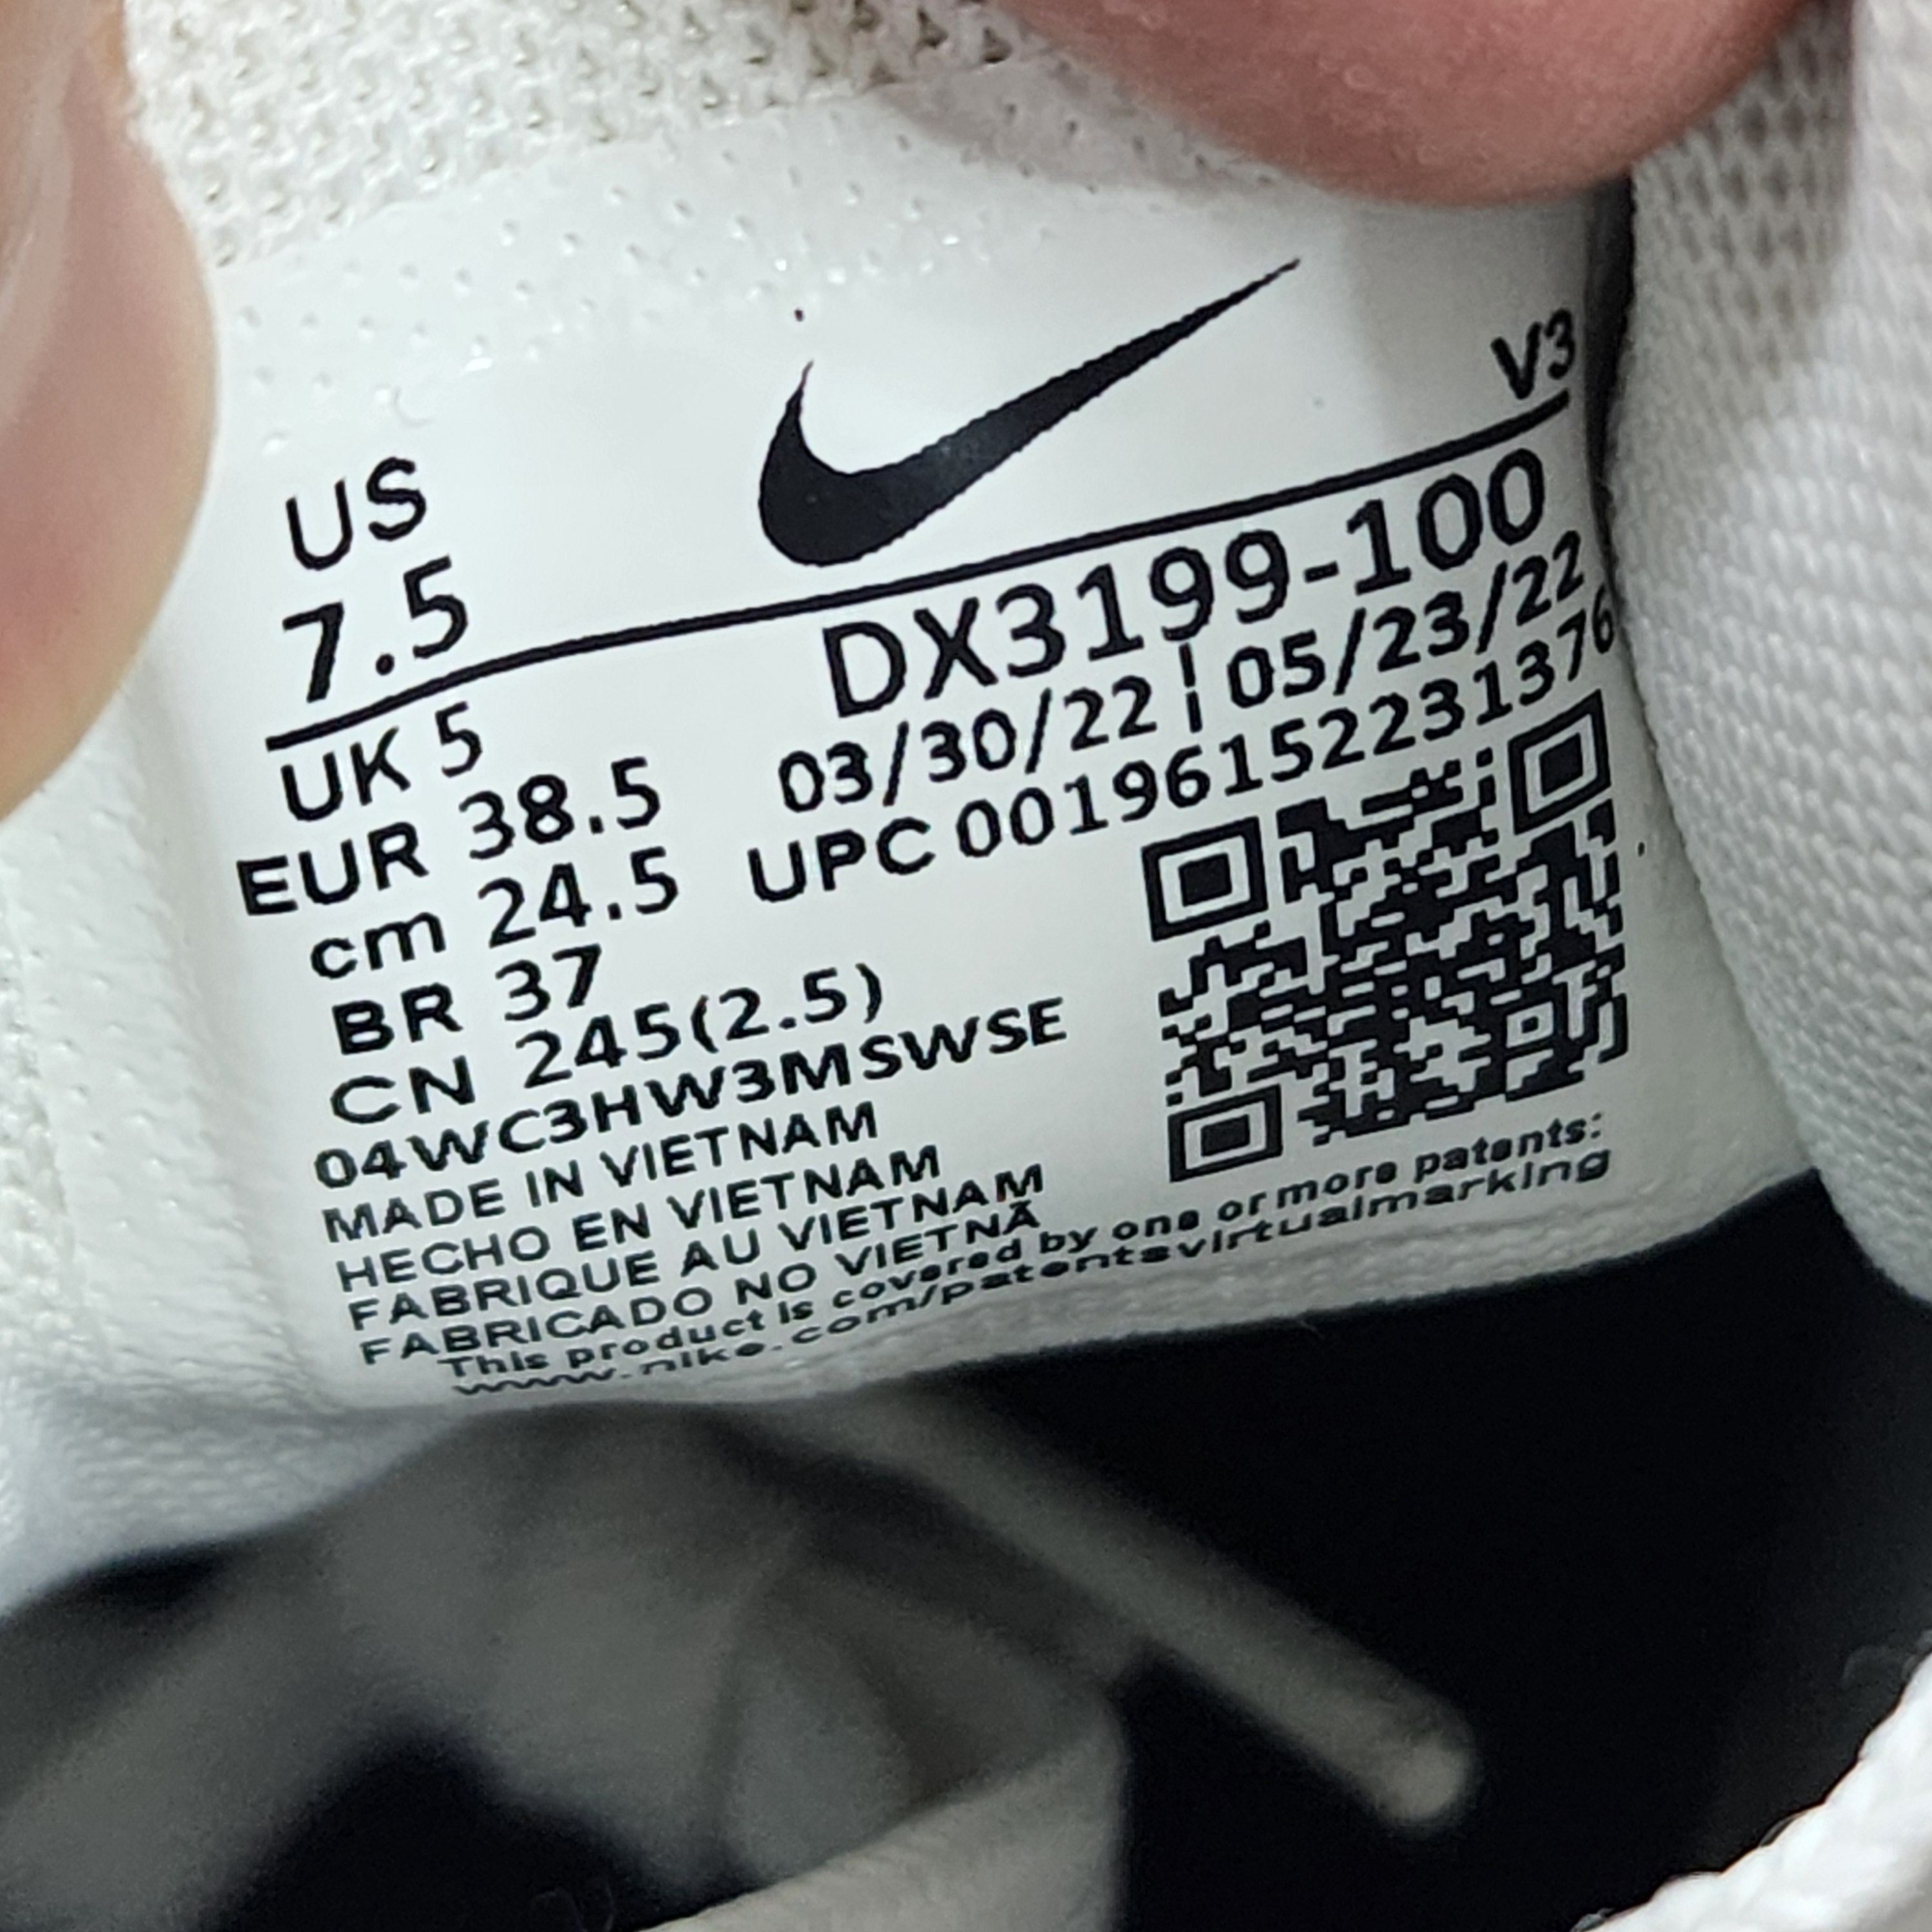 V3
US
7.5
DX3199-100
03/30/22 | 05/23/22
UPC 00196152231376
UK 5
EUR 38.5
cm 24.5
BR 37
CN 245(2.5)
04WC3HW3MSWSE
MADE IN VIETNAM
HECHO EN VIETNAM
FABRIQUE AU VIETNAM
FABRICADO NO VIETNÃ
This product is covered by one or more patents:
www.nike.com/patentsvirtualmarking